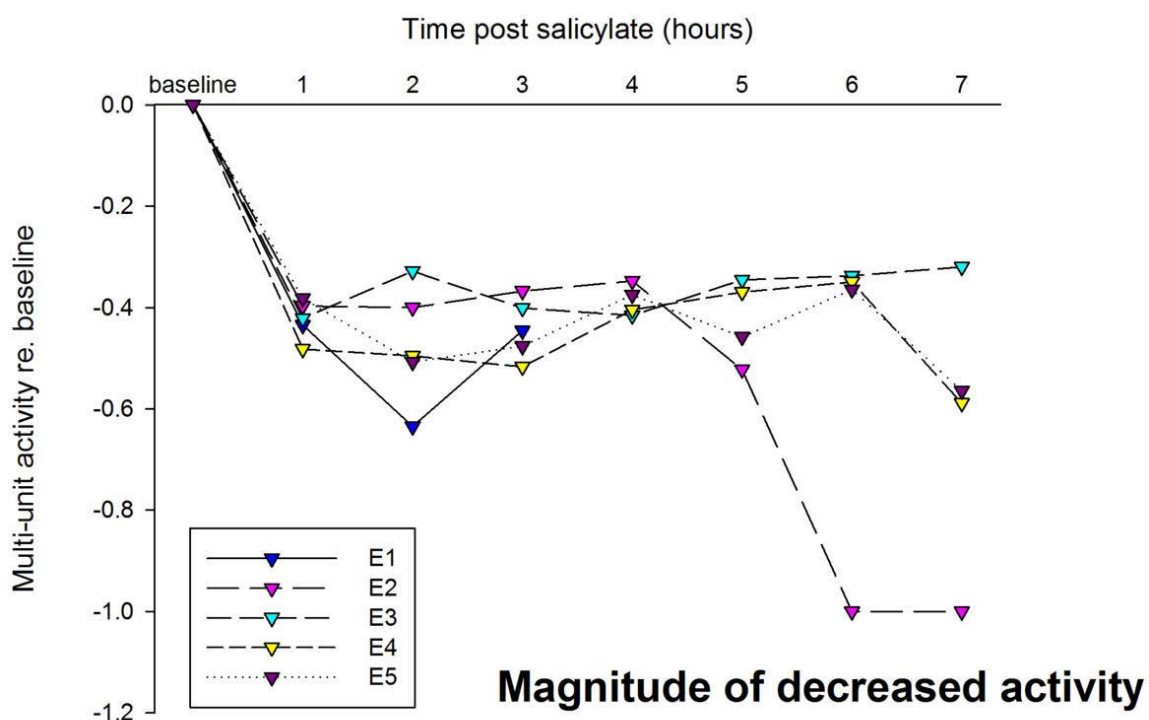 Time post salicylate (hours)
baseline 1 2 3 4 5 6 7
0.0
-0.2
-0.4
-0.6
-0.8
-1.0
-1.2
Multi-unit activity re. baseline
E1
E2
E3
E4
E5
Magnitude of decreased activity